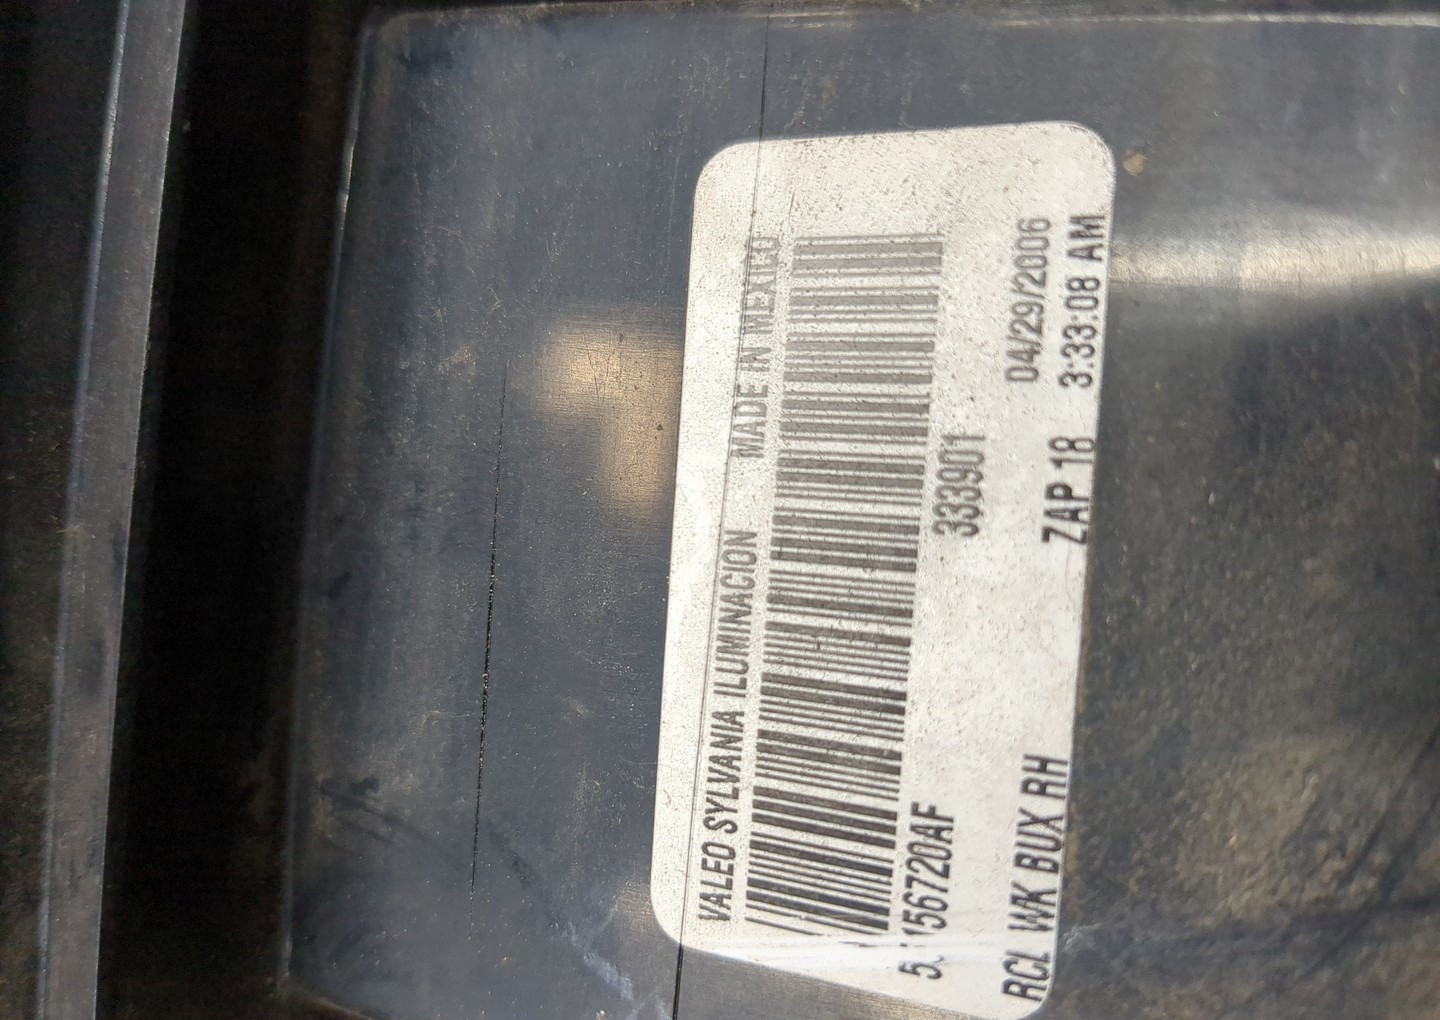 VALEO SYLVANIA ILUMINACION MADE IN MEXICO
333901
RCL WK BUX RH ZAP 18 04/29/2006
3:33:08 AM